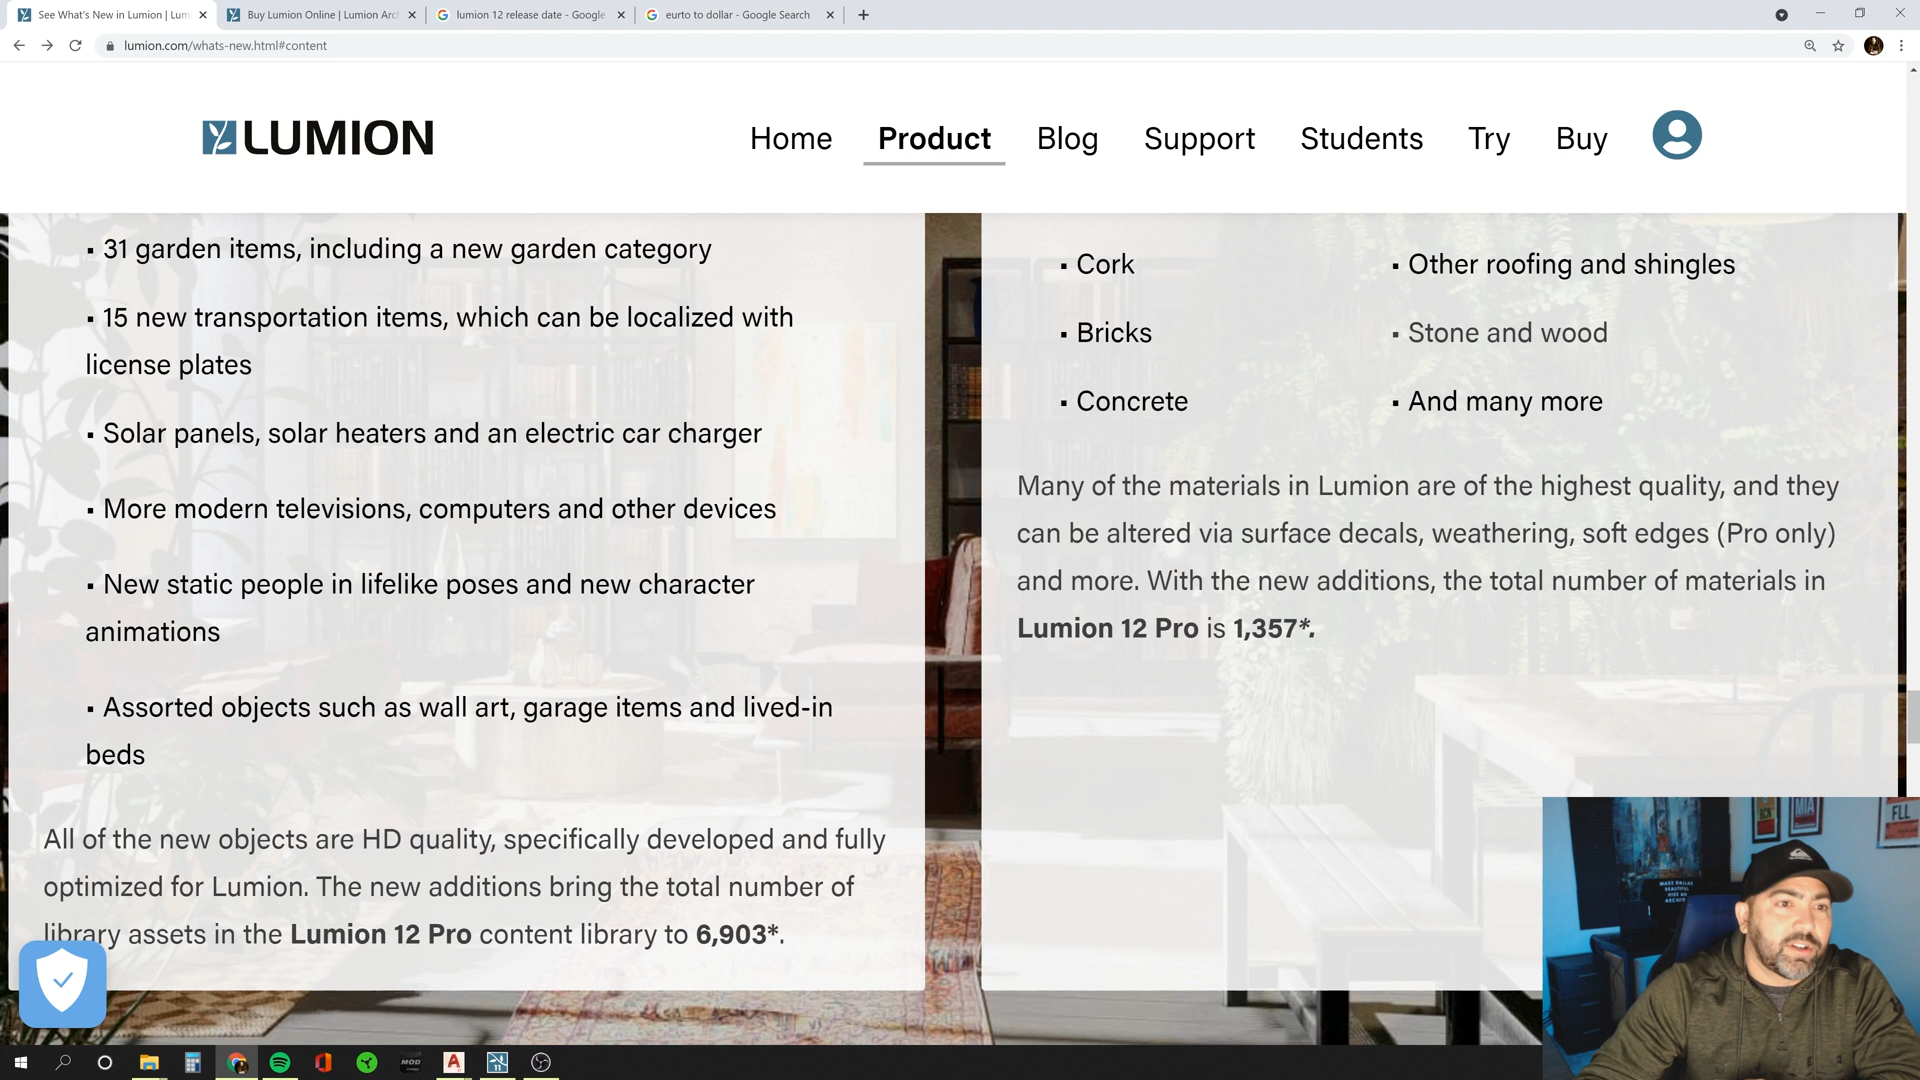 See What's New in Lumion | Lum
Buy Lumion Online | Lumion Arc
lumion 12 release date - Google
eurto to dollar - Google Search
lumion.com/whats-new.html#content
LUMION
Home
Product
Blog
Support
Students
Try
Buy
▪ 31 garden items, including a new garden category
▪ 15 new transportation items, which can be localized with
license plates
▪ Solar panels, solar heaters and an electric car charger
▪ More modern televisions, computers and other devices
▪ New static people in lifelike poses and new character
animations
▪ Assorted objects such as wall art, garage items and lived-in
beds
All of the new objects are HD quality, specifically developed and fully
optimized for Lumion. The new additions bring the total number of
library assets in the Lumion 12 Pro content library to 6,903*.
▪ Cork
▪ Bricks
▪ Concrete
▪ Other roofing and shingles
▪ Stone and wood
▪ And many more
Many of the materials in Lumion are of the highest quality, and they
can be altered via surface decals, weathering, soft edges (Pro only)
and more. With the new additions, the total number of materials in
Lumion 12 Pro is 1,357*.
BCN
MIA
FLL
MAKE DALLAS
BEAUTIFUL
MOD
A
11